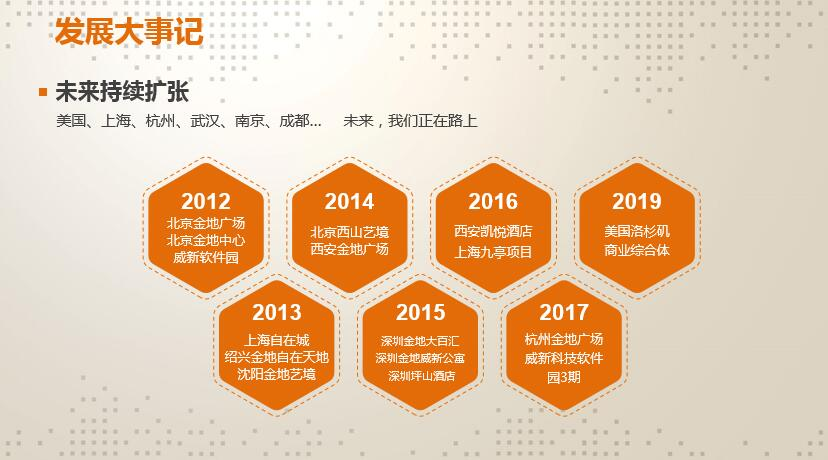 发展大事记
未来持续扩张
美国、上海、杭州、武汉、南京、成都... 未来，我们正在路上
2012
北京金地广场
北京金地中心
威新软件园
2014
北京西山艺境
西安金地广场
2016
西安凯悦酒店
上海九亭项目
2019
美国洛杉矶
商业综合体
2013
上海自在城
绍兴金地自在天地
沈阳金地艺境
2015
深圳金地大百汇
深圳金地威新公寓
深圳坪山酒店
2017
杭州金地广场
威新科技软件
园3期